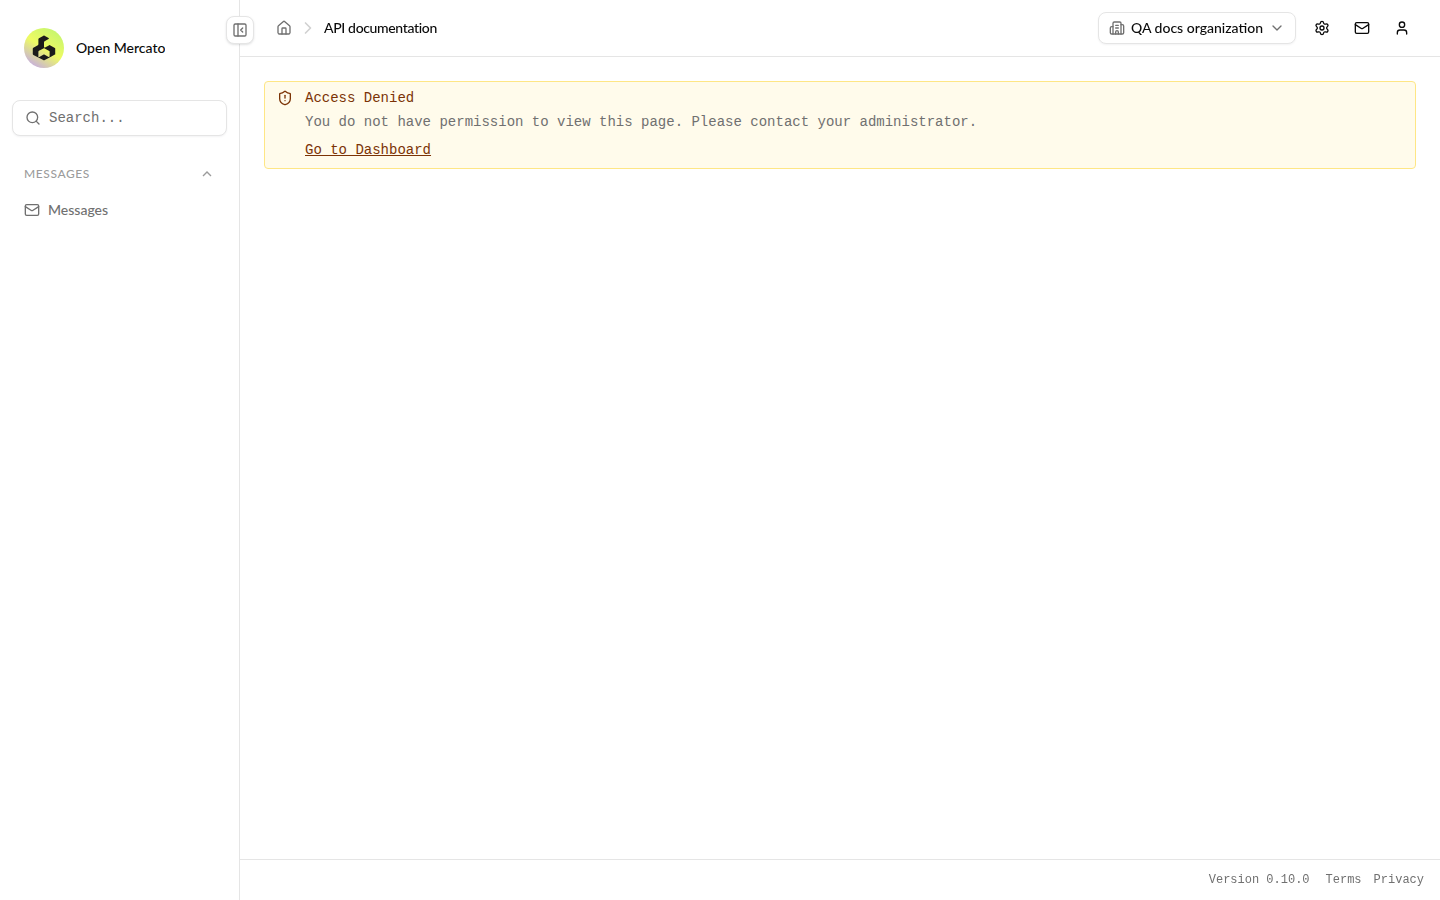 Open Mercato
API documentation
QA docs organization
Search...
MESSAGES
Messages
Access Denied
You do not have permission to view this page. Please contact your administrator.
Go to Dashboard
Version 0.10.0 Terms Privacy